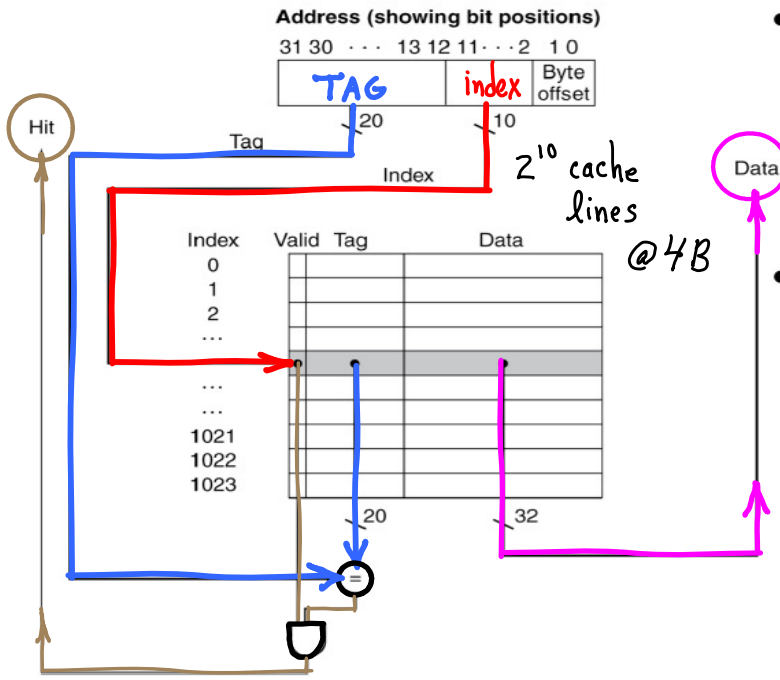 Address (showing bit positions)
31 30 · · · 13 12 11 · · · 2 1 0
TAG index Byte
offset
20 10
Hit
Tag
Index
2¹⁰ cache
lines
@4B
Data
Index Valid Tag Data
0
1
2
...
...
...
1021
1022
1023
20 32
=